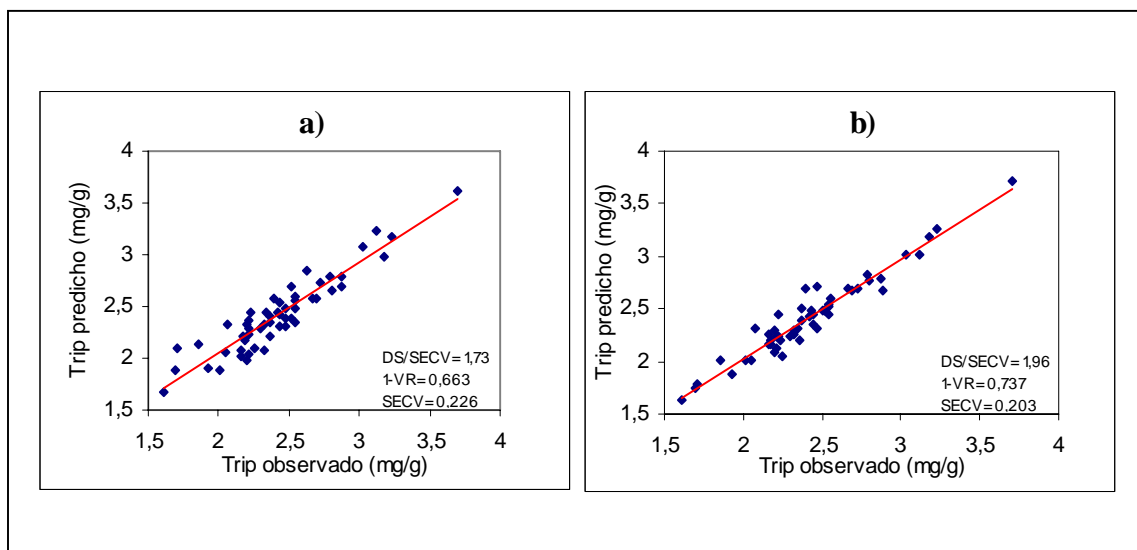 a)
Trip predicho (mg/g)
4
3,5
3
2,5
2
1,5
DS/SECV= 1,73
1-VR= 0,663
SECV= 0,226
1,5 2 2,5 3 3,5 4
Trip observado (mg/g)
b)
Trip predicho (mg/g)
4
3,5
3
2,5
2
1,5
DS/SECV= 1,96
1-VR= 0,737
SECV= 0,203
1,5 2 2,5 3 3,5 4
Trip observado (mg/g)